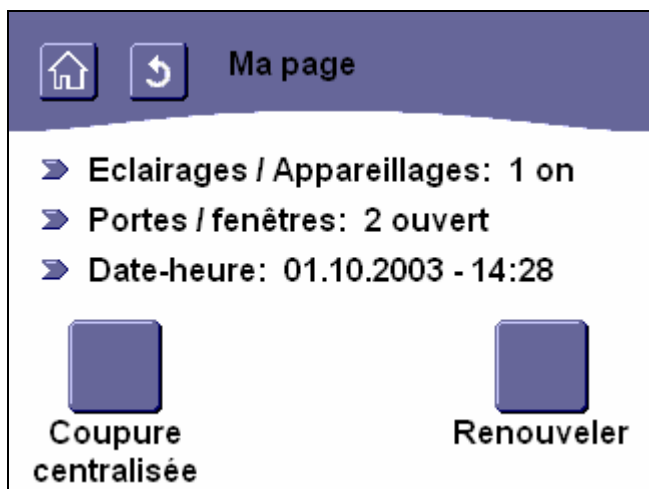 Ma page
Eclairages / Appareillages: 1 on
Portes / fenêtres: 2 ouvert
Date-heure: 01.10.2003 - 14:28
Coupure
centralisée
Renouveler